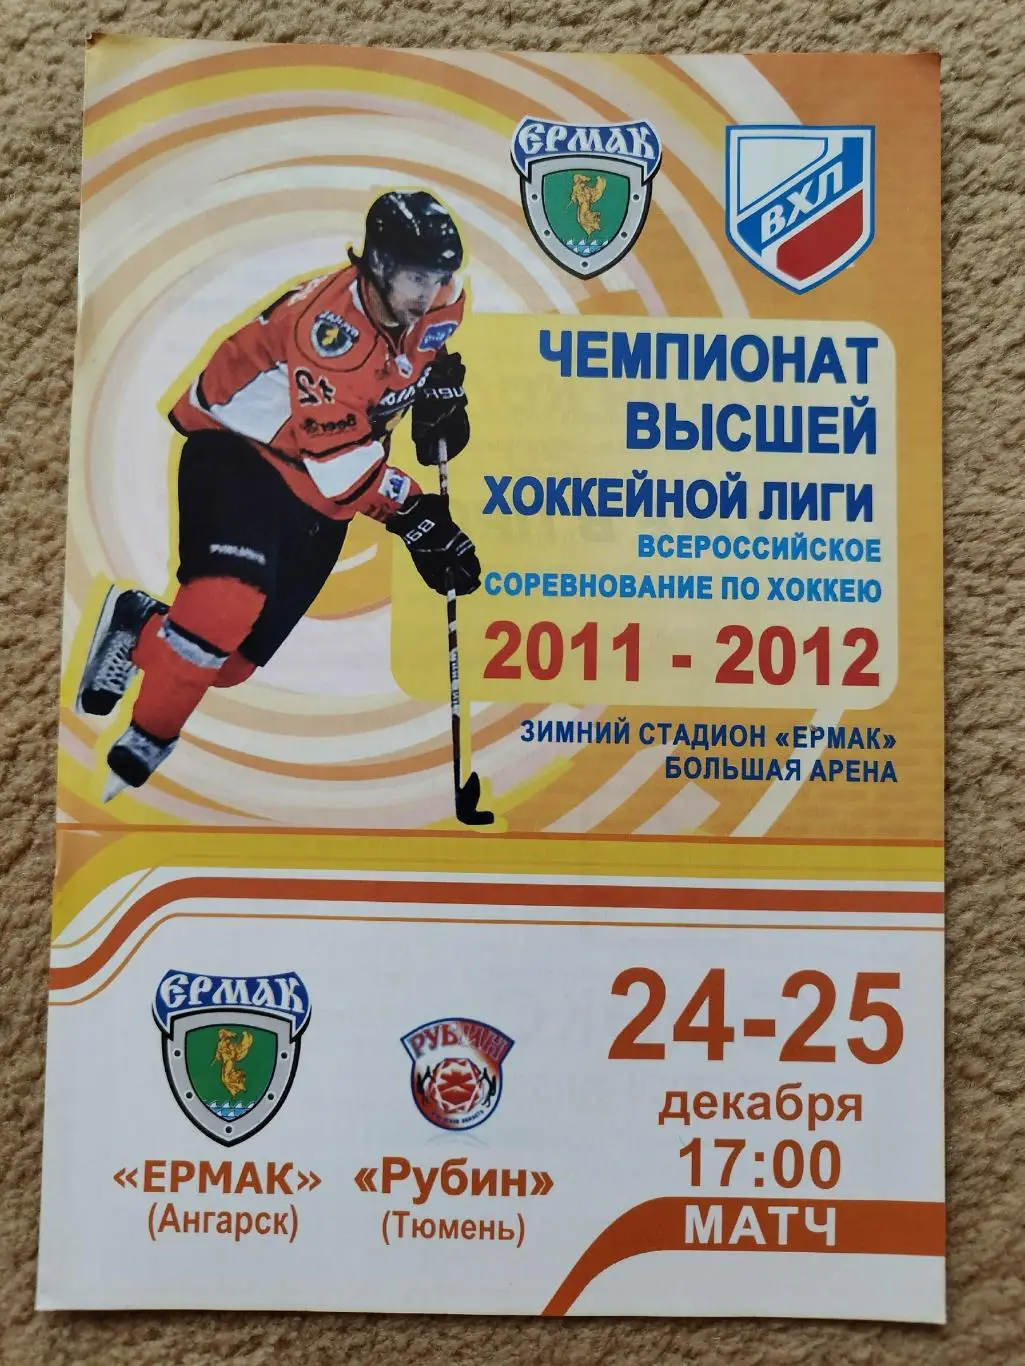 ЕРМАК
ВХЛ
ЧЕМПИОНАТ
ВЫСШЕЙ
ХОККЕЙНОЙ ЛИГИ
ВСЕРОССИЙСКОЕ
СОРЕВНОВАНИЕ ПО ХОККЕЮ
2011 - 2012
ЗИМНИЙ СТАДИОН «ЕРМАК»
БОЛЬШАЯ АРЕНА
ЕРМАК
РУБИН
24-25
декабря
17:00
МАТЧ
«ЕРМАК»
(Ангарск)
«Рубин»
(Тюмень)